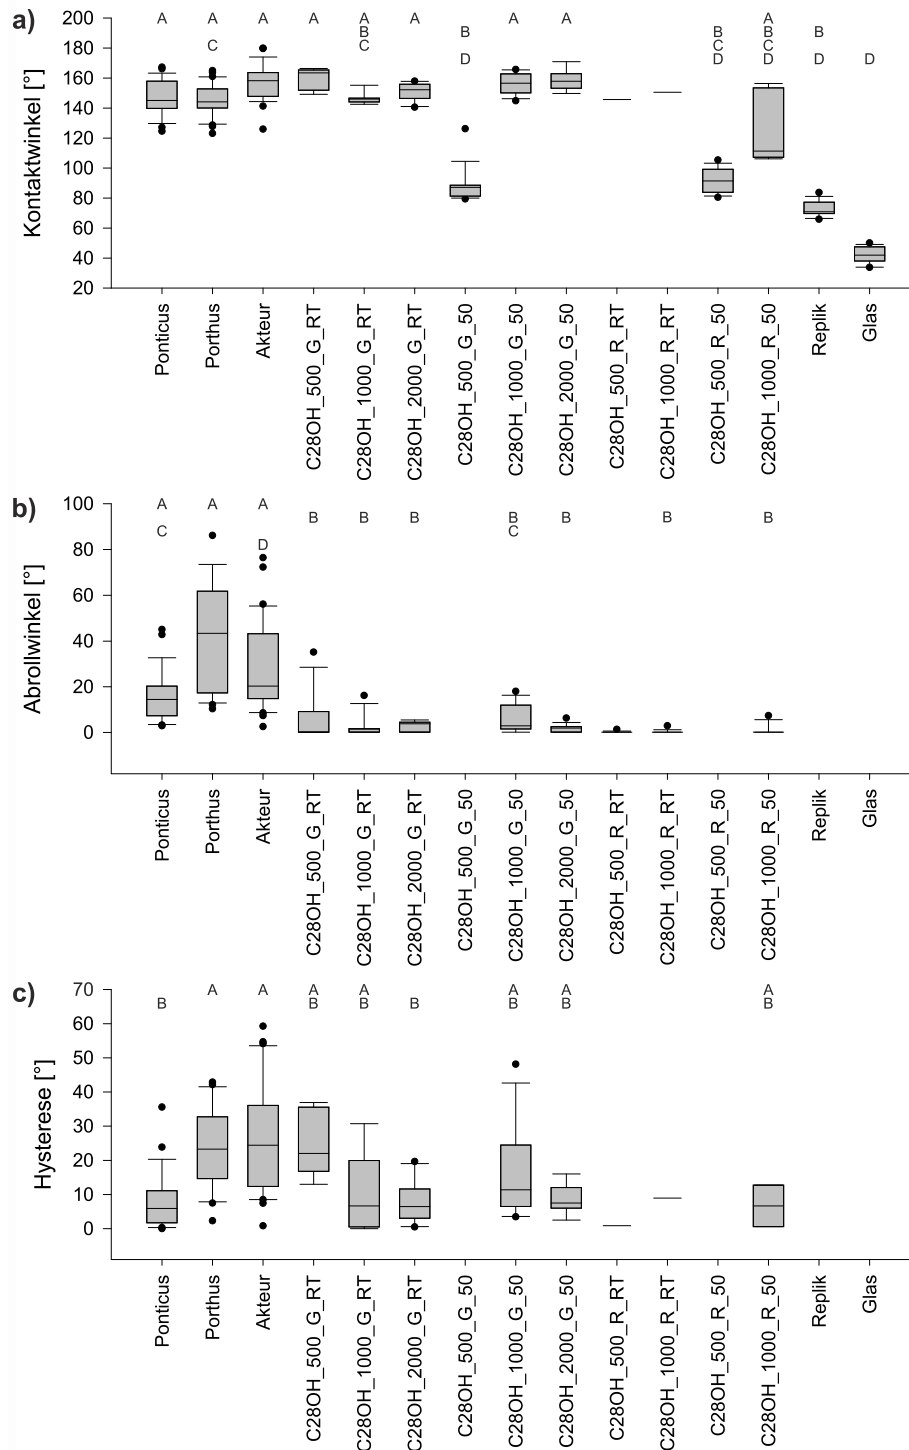 a)
Kontaktwinkel [°]
200
180
160
140
120
100
80
60
40
20
A A A A A A B A A B B A D
C B D C D B
C D C
D
Ponticus
Porthus
Akteur
C28OH_500_G_RT
C28OH_1000_G_RT
C28OH_2000_G_RT
C28OH_500_G_50
C28OH_1000_G_50
C28OH_2000_G_50
C28OH_500_R_RT
C28OH_1000_R_RT
C28OH_500_R_50
C28OH_1000_R_50
Replik
Glas
b)
Abrollwinkel [°]
100
80
60
40
20
0
A A A
B B B B B B B
C C
D
Ponticus
Porthus
Akteur
C28OH_500_G_RT
C28OH_1000_G_RT
C28OH_2000_G_RT
C28OH_500_G_50
C28OH_1000_G_50
C28OH_2000_G_50
C28OH_500_R_RT
C28OH_1000_R_RT
C28OH_500_R_50
C28OH_1000_R_50
Replik
Glas
c)
Hysterese [°]
70
60
50
40
30
20
10
0
A A A A A A A
B B B B B B B
Ponticus
Porthus
Akteur
C28OH_500_G_RT
C28OH_1000_G_RT
C28OH_2000_G_RT
C28OH_500_G_50
C28OH_1000_G_50
C28OH_2000_G_50
C28OH_500_R_RT
C28OH_1000_R_RT
C28OH_500_R_50
C28OH_1000_R_50
Replik
Glas